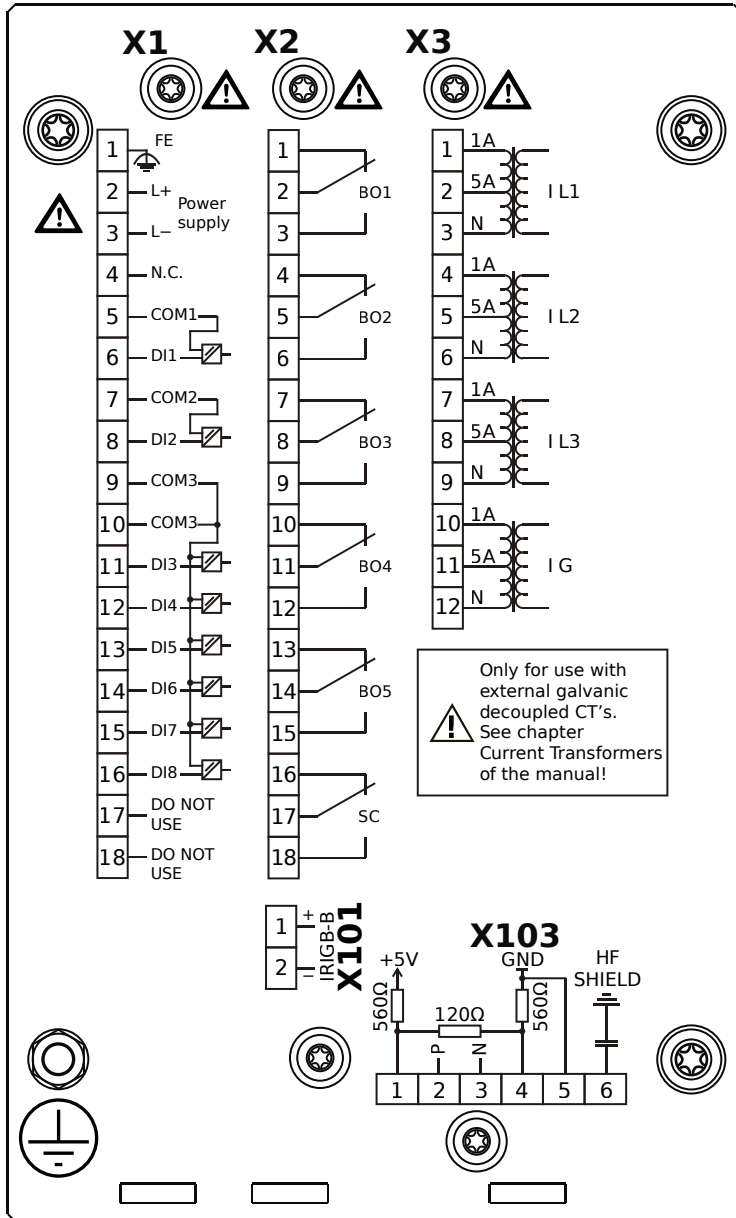 X1
X2
X3
1 FE
2 L+
3 L−
Power
supply
4 N.C.
5 COM1
6 DI1
7 COM2
8 DI2
9 COM3
10 COM3
11 DI3
12 DI4
13 DI5
14 DI6
15 DI7
16 DI8
17 DO NOT
USE
18 DO NOT
USE
1
2 BO1
3
4
5 BO2
6
7
8 BO3
9
10
11 BO4
12
13
14 BO5
15
16
17 SC
18
1 1A
2 5A I L1
3 N
4 1A
5 5A I L2
6 N
7 1A
8 5A I L3
9 N
10 1A
11 5A I G
12 N
Only for use with
external galvanic
decoupled CT's.
See chapter
Current Transformers
of the manual!
1 +
2 −
IRIGB-B
X101
X103
+5V
GND
HF
SHIELD
560Ω
120Ω
560Ω
P
N
1 2 3 4 5 6